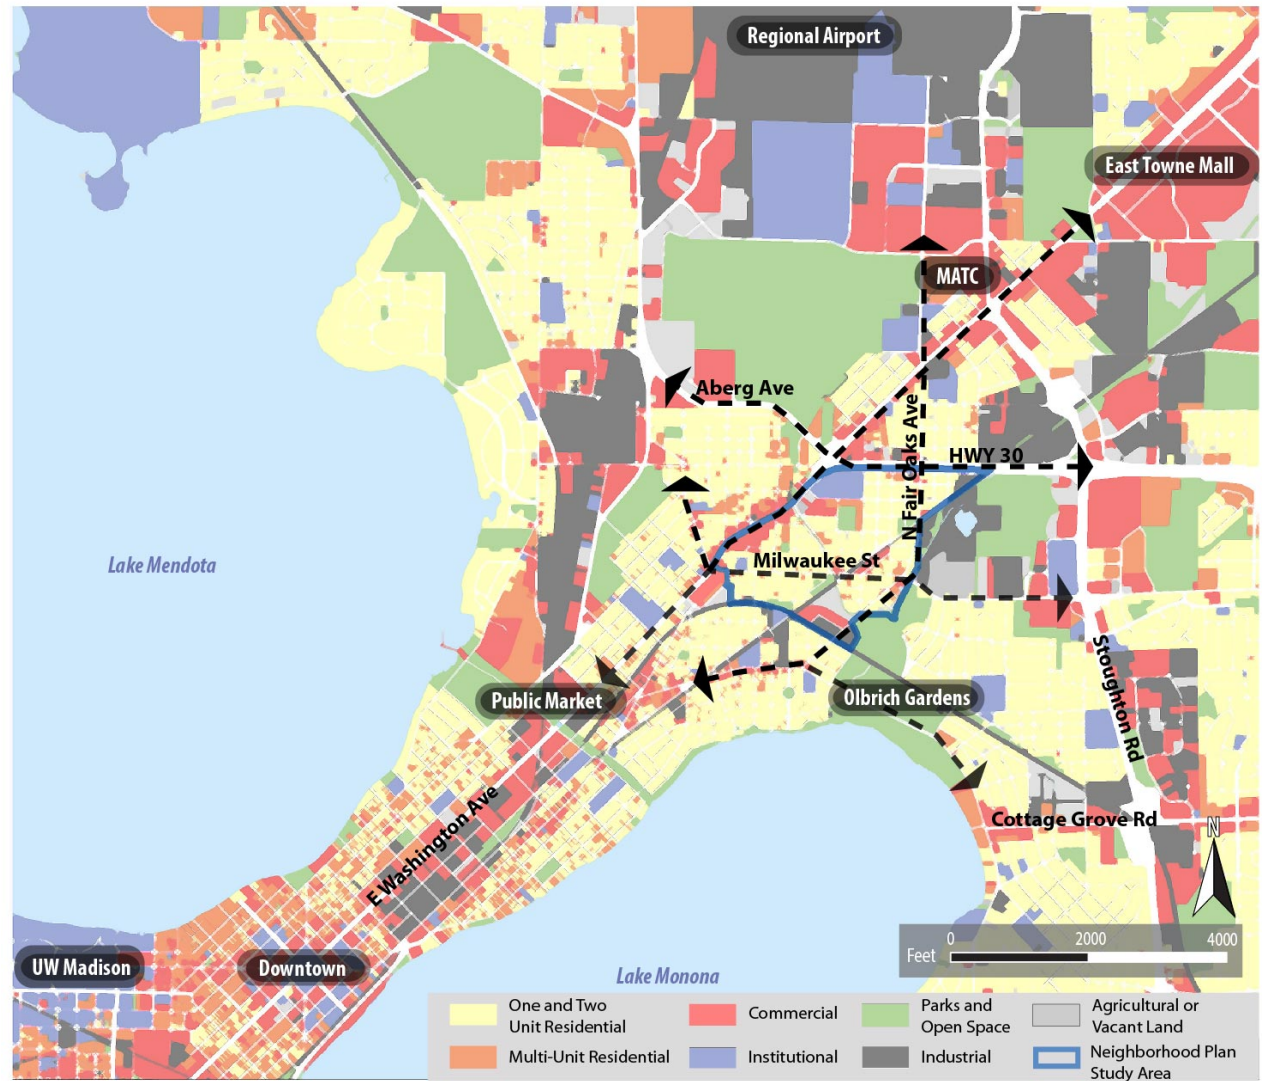 Regional Airport
East Towne Mall
MATC
Aberg Ave
N Fair Oaks Ave
HWY 30
Milwaukee St
Lake Mendota
Stoughton Rd
Public Market
Olbrich Gardens
E Washington Ave
Cottage Grove Rd
N
UW Madison
Downtown
Lake Monona
0 2000 4000
Feet
One and Two
Unit Residential
Multi-Unit Residential
Commercial
Institutional
Parks and
Open Space
Industrial
Agricultural or
Vacant Land
Neighborhood Plan
Study Area